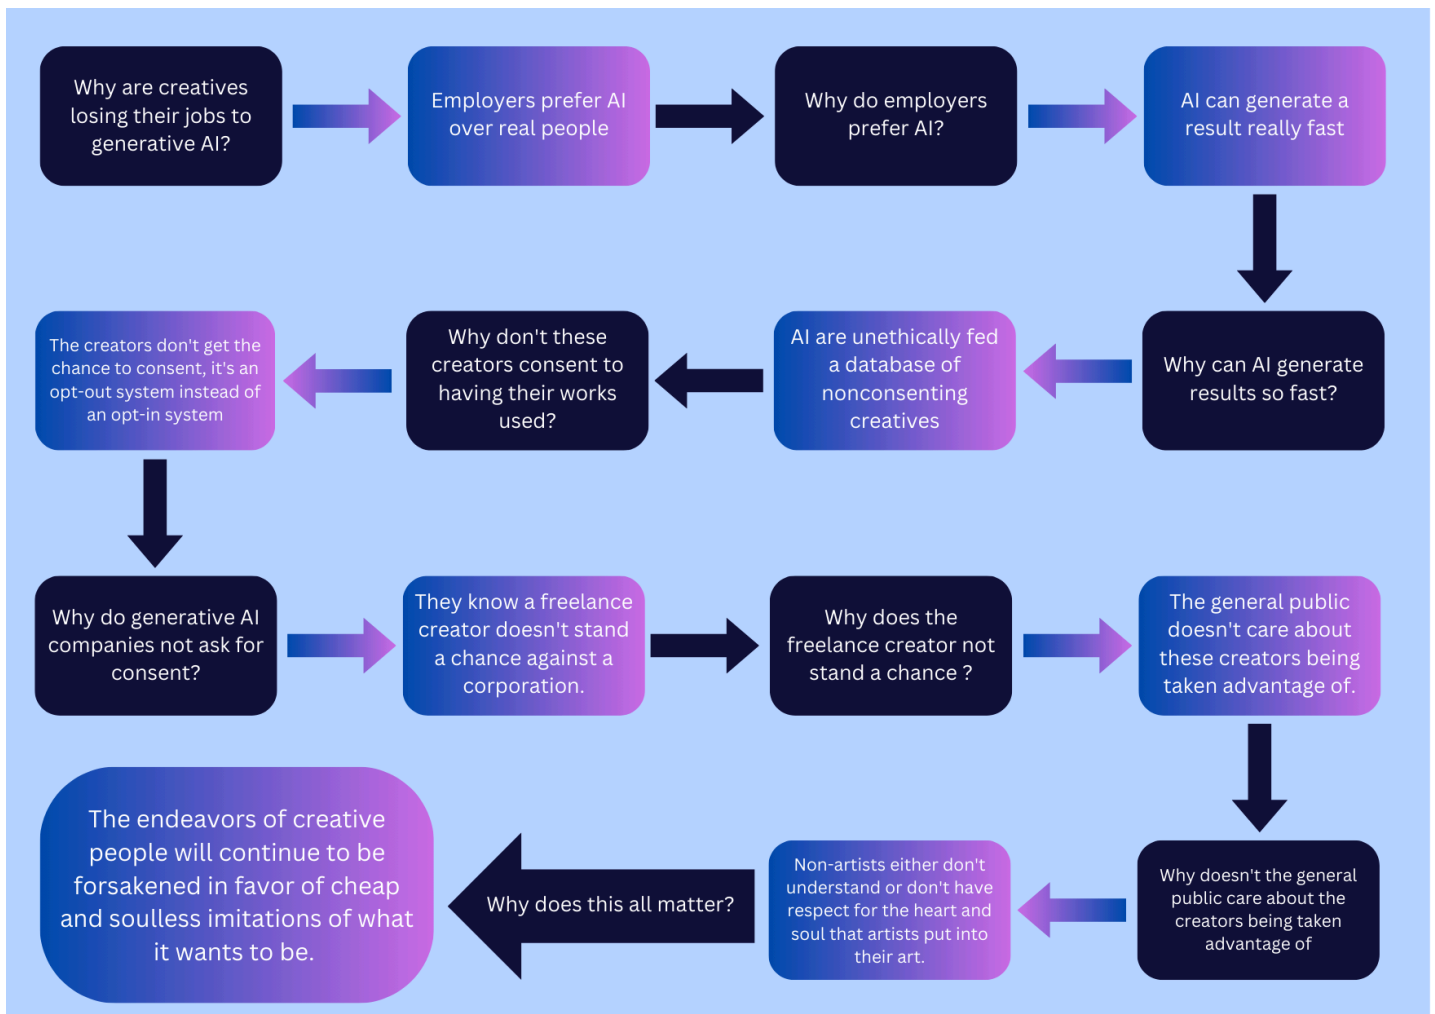 Why are creatives
losing their jobs to
generative AI?
Employers prefer AI
over real people
Why do employers
prefer AI?
AI can generate a
result really fast
Why can AI generate
results so fast?
AI are unethically fed
a database of
nonconsenting
creatives
Why don't these
creators consent to
having their works
used?
The creators don't get the
chance to consent, it's an
opt-out system instead of
an opt-in system
Why do generative AI
companies not ask for
consent?
They know a freelance
creator doesn't stand
a chance against a
corporation.
Why does the
freelance creator not
stand a chance ?
The general public
doesn't care about
these creators being
taken advantage of.
Why doesn't the general
public care about the
creators being taken
advantage of
Non-artists either don't
understand or don't have
respect for the heart and
soul that artists put into
their art.
Why does this all matter?
The endeavors of creative
people will continue to be
forsakened in favor of cheap
and soulless imitations of what
it wants to be.